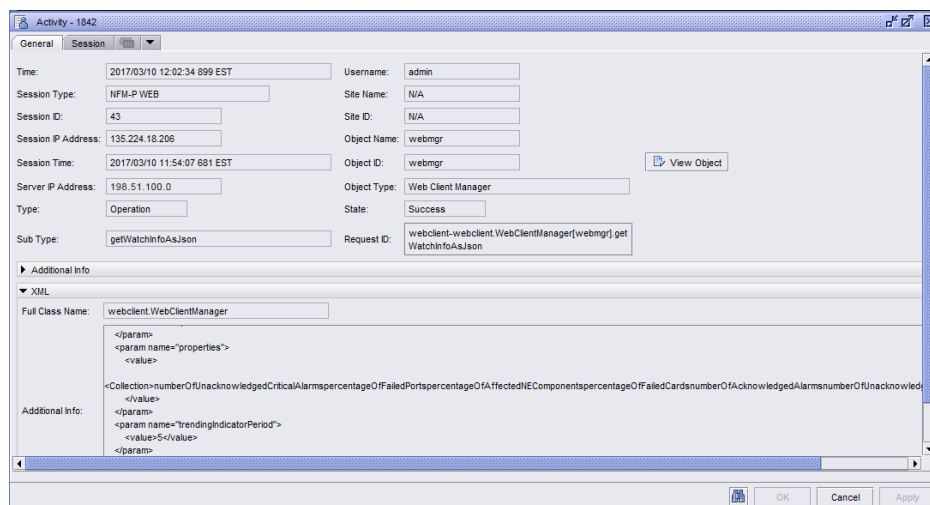 Activity - 1842
General Session
Time: 2017/03/10 12:02:34 899 EST Username: admin
Session Type: NFM-P WEB Site Name: N/A
Session ID: 43 Site ID: N/A
Session IP Address: 135.224.18.206 Object Name: webmgr
Session Time: 2017/03/10 11:54:07 681 EST Object ID: webmgr View Object
Server IP Address: 198.51.100.0 Object Type: Web Client Manager
Type: Operation State: Success
Sub Type: getWatchInfoAsJson Request ID: webclient-webclient.WebClientManager[webmgr].get
WatchInfoAsJson
Additional Info
XML
Full Class Name: webclient.WebClientManager
</param>
<param name="properties">
<value>
<Collection>numberOfUnacknowledgedCriticalAlarmspercentageOfFailedPortspercentageOfAffectedNEComponentspercentageOfFailedCardsnumberOfAcknowledgedAlarmsnumberOfUnacknowled
</value>
Additional Info: </param>
<param name="trendingIndicatorPeriod">
<value>5</value>
</param>
OK Cancel Apply